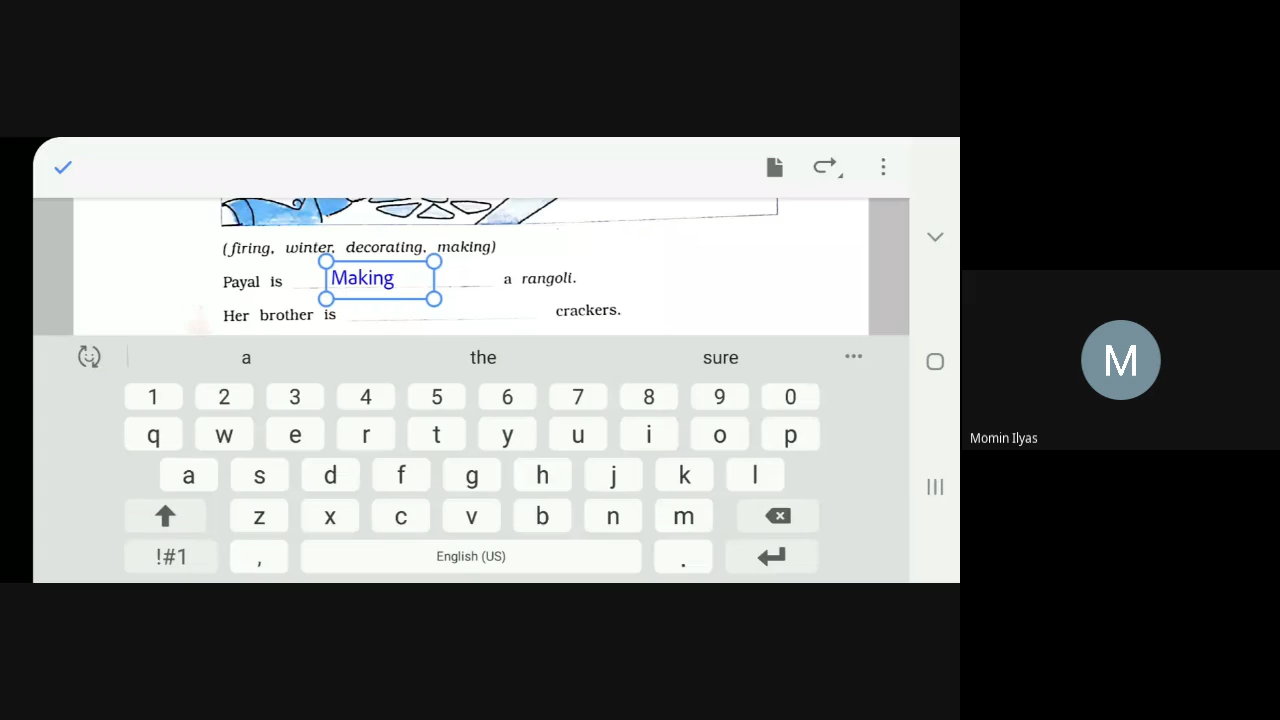 (firing, winter, decorating, making)
Payal is Making a rangoli.
Her brother is crackers.
a the sure
1 2 3 4 5 6 7 8 9 0
q w e r t y u i o p
a s d f g h j k l
z x c v b n m
!#1 , English (US) .
M
Momin Ilyas